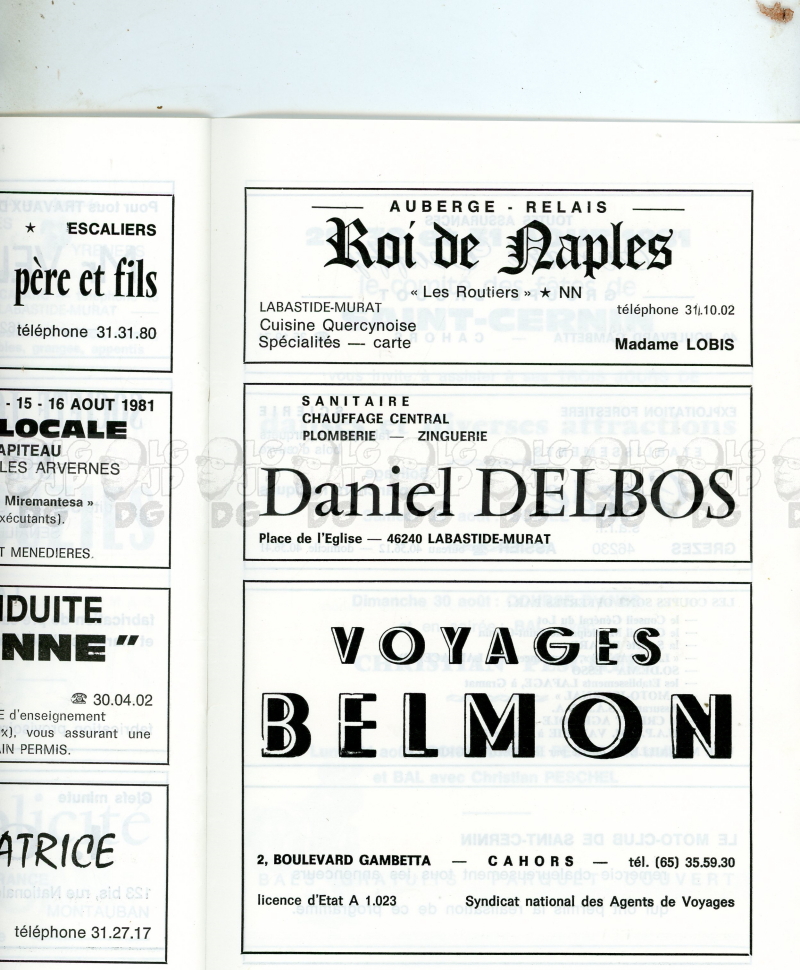 ★ ESCALIERS
père et fils
téléphone 31.31.80
- 15 - 16 AOUT 1981
LOCALE
APITEAU
LES ARVERNES
Miremantesa »
xécutants).
T MENEDIERES.
NDUITE
NNE”
☎ 30.04.02
E d'enseignement
x), vous assurant une
AIN PERMIS.
ATRICE
téléphone 31.27.17
AUBERGE - RELAIS
Roi de Naples
« Les Routiers » ★ NN
LABASTIDE-MURAT téléphone 31.10.02
Cuisine Quercynoise
Spécialités — carte Madame LOBIS
SANITAIRE
CHAUFFAGE CENTRAL
PLOMBERIE — ZINGUERIE
Daniel DELBOS
Place de l'Eglise — 46240 LABASTIDE-MURAT
VOYAGES
BELMON
2, BOULEVARD GAMBETTA — CAHORS — tél. (65) 35.59.30
licence d'Etat A 1.023 Syndicat national des Agents de Voyages